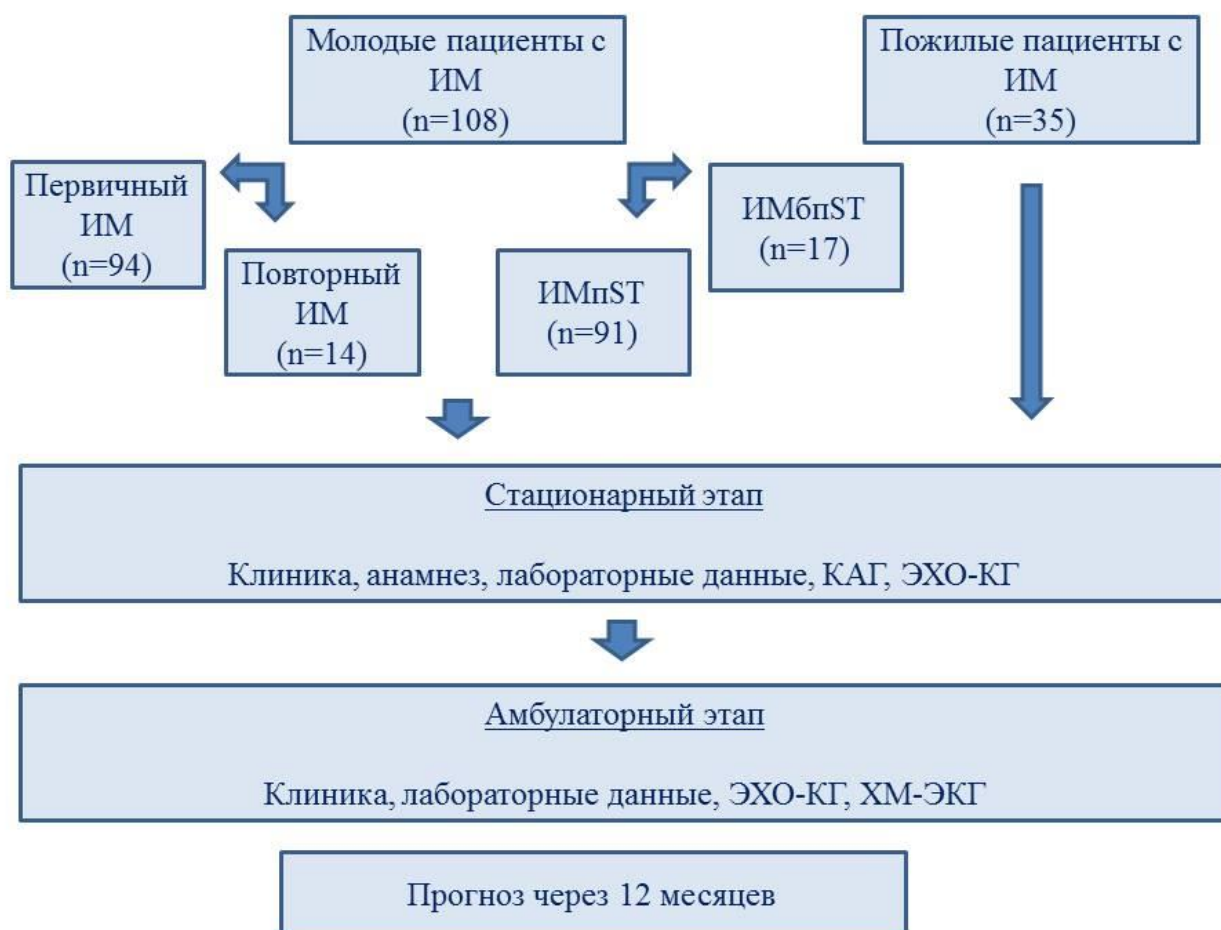 Молодые пациенты с
ИМ
(n=108)
Пожилые пациенты с
ИМ
(n=35)
Первичный
ИМ
(n=94)
Повторный
ИМ
(n=14)
ИМпST
(n=91)
ИМбпST
(n=17)
Стационарный этап
Клиника, анамнез, лабораторные данные, КАГ, ЭХО-КГ
Амбулаторный этап
Клиника, лабораторные данные, ЭХО-КГ, ХМ-ЭКГ
Прогноз через 12 месяцев